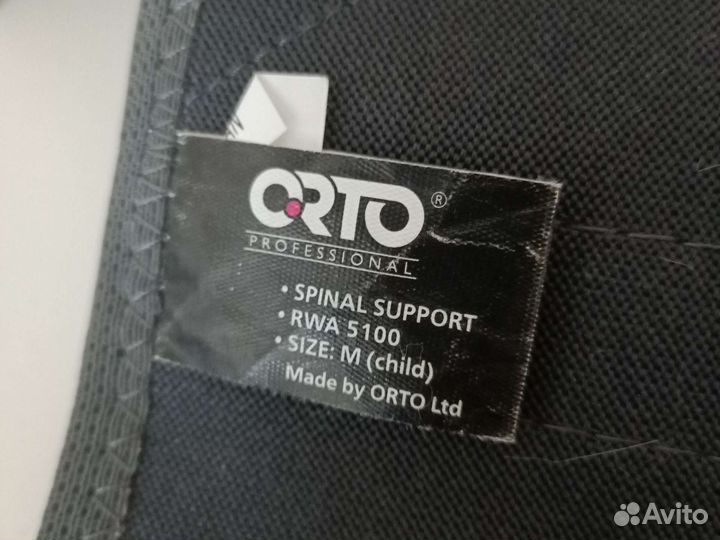 ORTO®
PROFESSIONAL
• SPINAL SUPPORT
• RWA 5100
• SIZE: M (child)
Made by ORTO Ltd
Avito